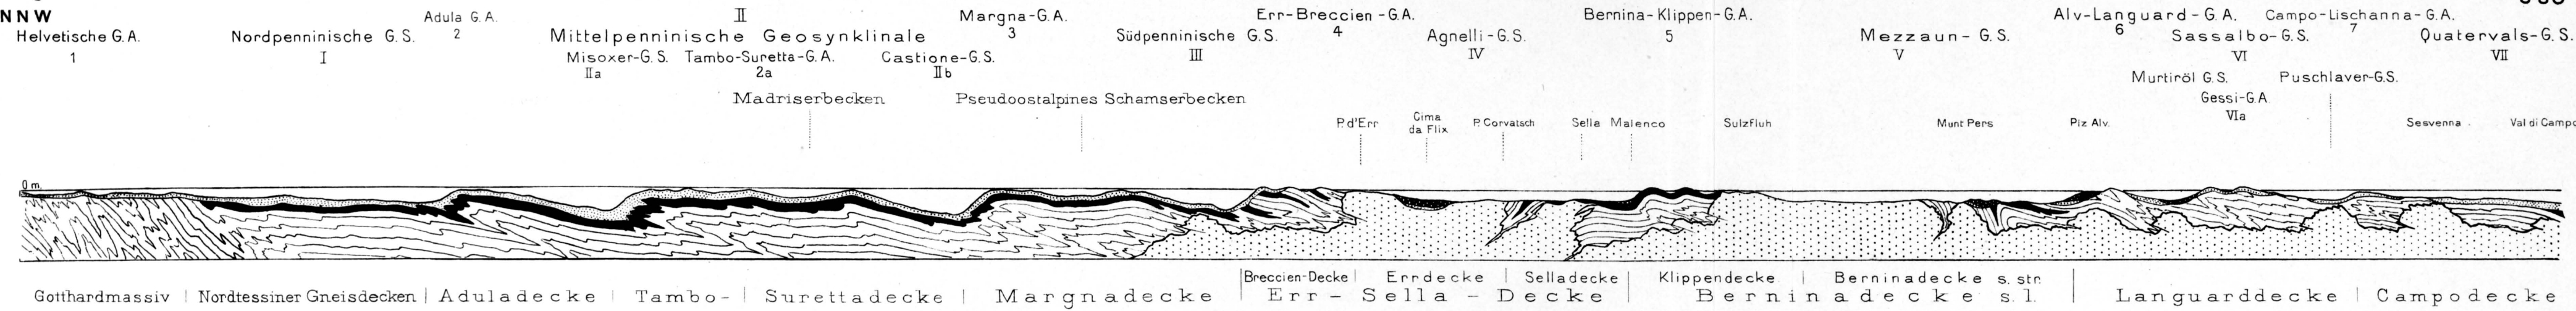 NNW
Adula G.A. II Margna-G.A. Err-Breccien-G.A. Bernina-Klippen-G.A. Alv-Languard-G.A. Campo-Lischanna-G.A.
Helvetische G.A. Nordpenninische G.S. 2 Mittelpenninische Geosynklinale 3 Südpenninische G.S. 4 Agnelli-G.S. 5 Mezzaun-G.S. 6 Sassalbo-G.S. 7 Quatervals-G.S.
1 I Misoxer-G.S. Tambo-Suretta-G.A. Castione-G.S. III IV V VI VII
IIa 2a IIb Murtiröl G.S. Puschlaver-G.S.
Madriserbecken Pseudoostalpines Schamserbecken Gessi-G.A.
P. d'Err Cima da Flix P. Corvatsch Sella Malenco Sulzfluh Munt Pers Piz Alv. VIa Sesvenna Val di Campo
0 m.
Breccien-Decke Errdecke Selladecke Klippendecke Berninadecke s. str.
Gotthardmassiv Nordtessiner Gneisdecken Aduladecke Tambo- Surettadecke Margnadecke Err-Sella-Decke Berninadecke s. l. Languarddecke Campodecke